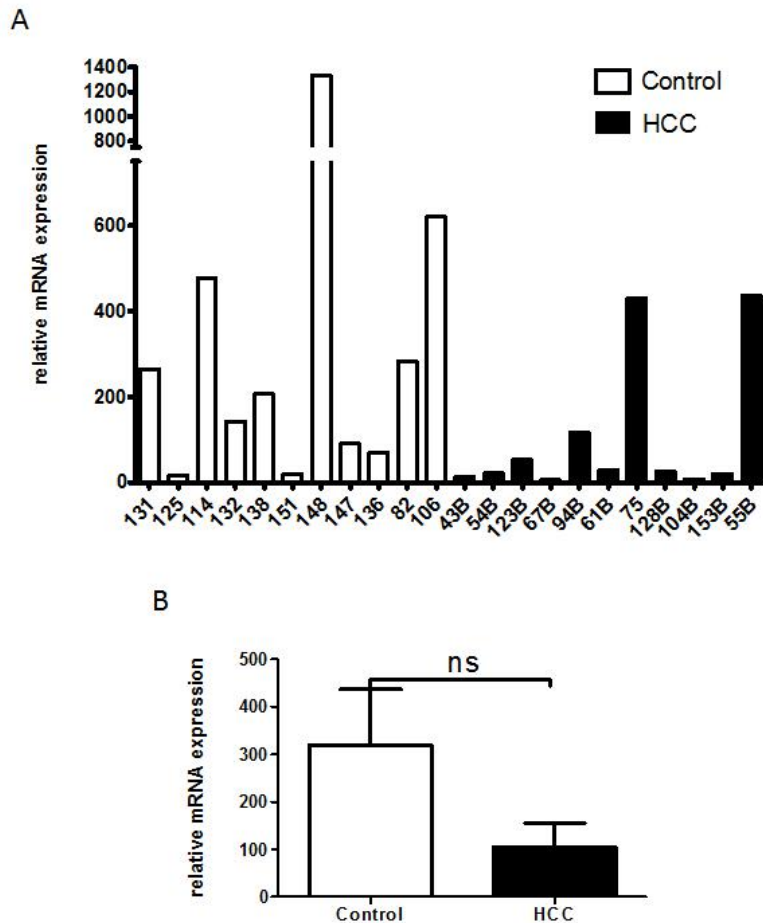 A
relative mRNA expression
1400
1200
1000
800
600
400
200
0
Control
HCC
131 125 114 132 138 151 148 147 136 82 106 43B 54B 123B 67B 94B 61B 75 128B 104B 153B 55B
B
relative mRNA expression
500
400
300
200
100
0
ns
Control HCC